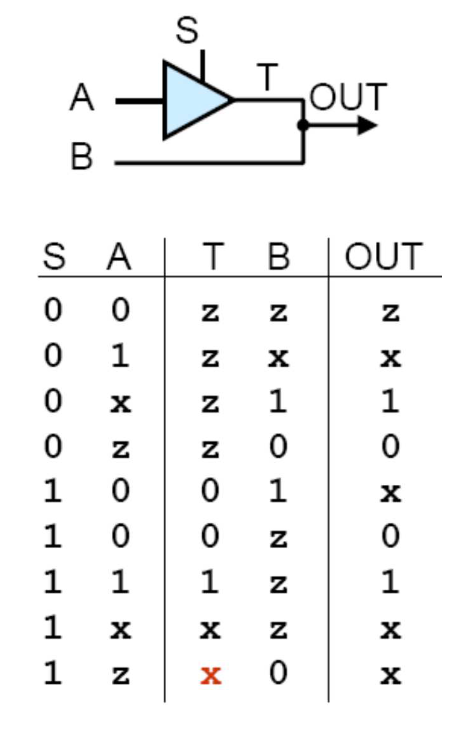 S
A T OUT
B
S A T B OUT
0 0 z z z
0 1 z x x
0 x z 1 1
0 z z 0 0
1 0 0 1 x
1 0 0 z 0
1 1 1 z 1
1 x x z x
1 z x 0 x